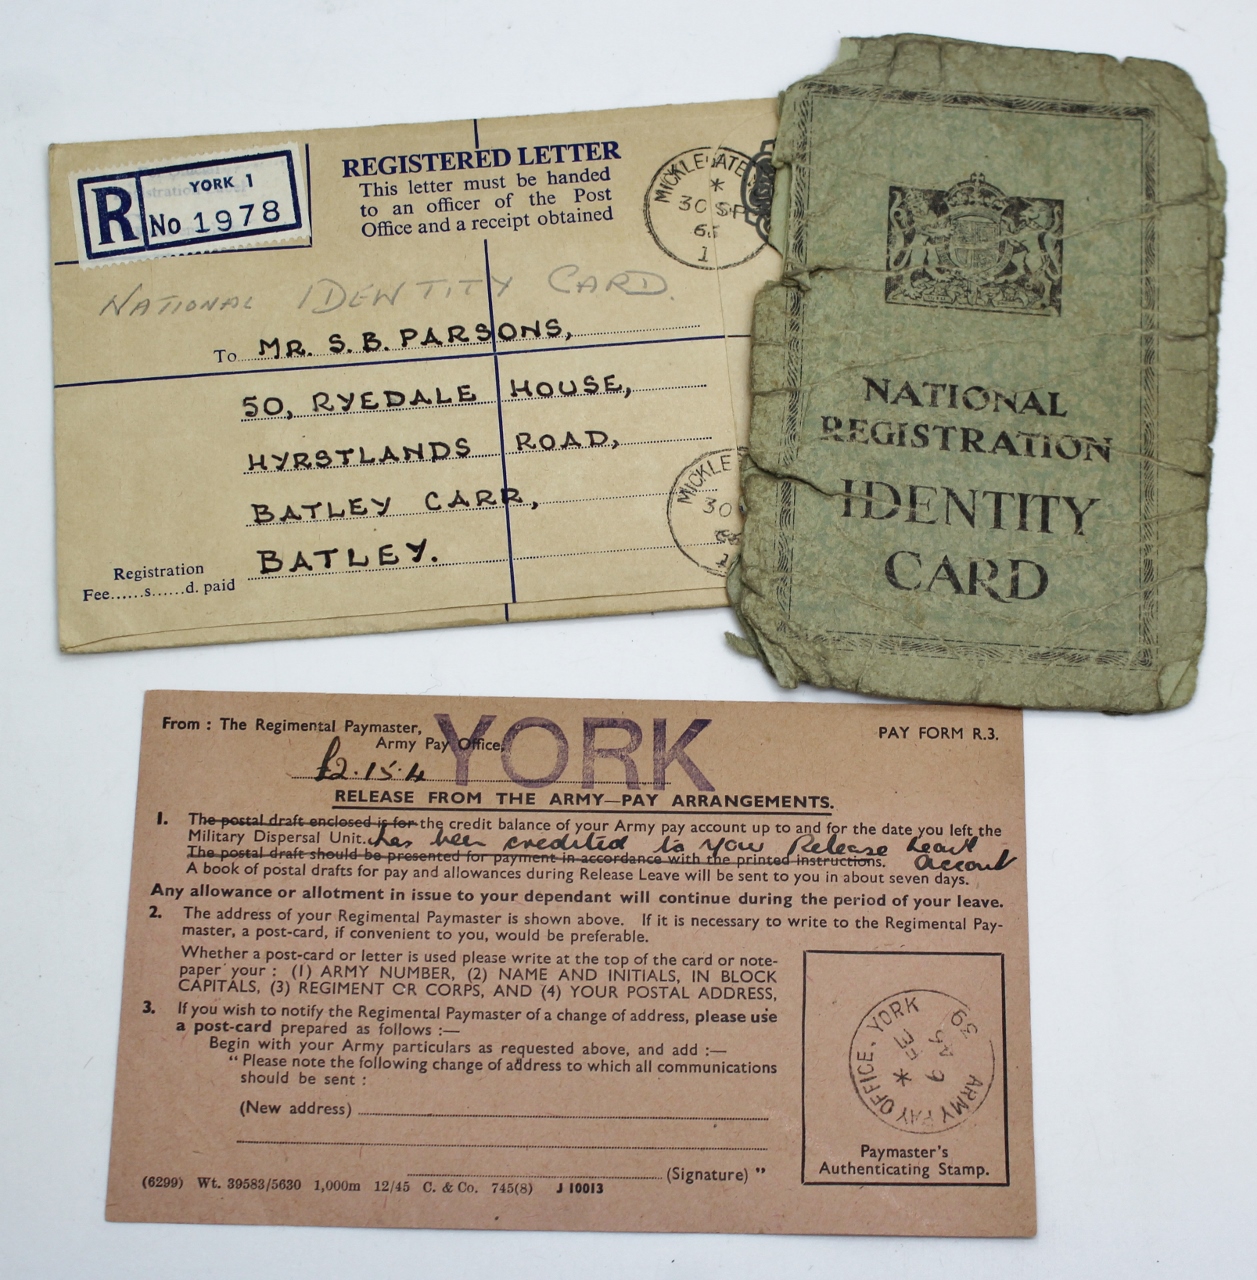 R
YORK 1
No 1978
REGISTERED LETTER
This letter must be handed
to an officer of the Post
Office and a receipt obtained
30 SP
1
NATIONAL IDENTITY CARD.
To MR. S. B. PARSONS,
50, RYEDALE HOUSE,
HYRSTLANDS ROAD,
BATLEY CARR,
BATLEY.
Registration
Fee......s......d. paid
30
NATIONAL
REGISTRATION
IDENTITY
CARD
From : The Regimental Paymaster,
Army Pay Office,
YORK
PAY FORM R.3.
£2.15.4
RELEASE FROM THE ARMY—PAY ARRANGEMENTS.
1. The postal draft enclosed is for the credit balance of your Army pay account up to and for the date you left the
Military Dispersal Unit. has been credited to your Release Leave
The postal draft should be presented for payment in accordance with the printed instructions. Account
A book of postal drafts for pay and allowances during Release Leave will be sent to you in about seven days.
Any allowance or allotment in issue to your dependant will continue during the period of your leave.
2. The address of your Regimental Paymaster is shown above. If it is necessary to write to the Regimental Pay-
master, a post-card, if convenient to you, would be preferable.
Whether a post-card or letter is used please write at the top of the card or note-
paper your : (1) ARMY NUMBER, (2) NAME AND INITIALS, IN BLOCK
CAPITALS, (3) REGIMENT OR CORPS, AND (4) YOUR POSTAL ADDRESS,
3. If you wish to notify the Regimental Paymaster of a change of address, please use
a post-card prepared as follows :—
Begin with your Army particulars as requested above, and add :—
“ Please note the following change of address to which all communications
should be sent :
(New address)
(Signature) ”
ARMY PAY OFFICE - YORK
Paymaster's
Authenticating Stamp.
(6299) Wt. 39583/5630 1,000m 12/45 C. & Co. 745(8) J 10013